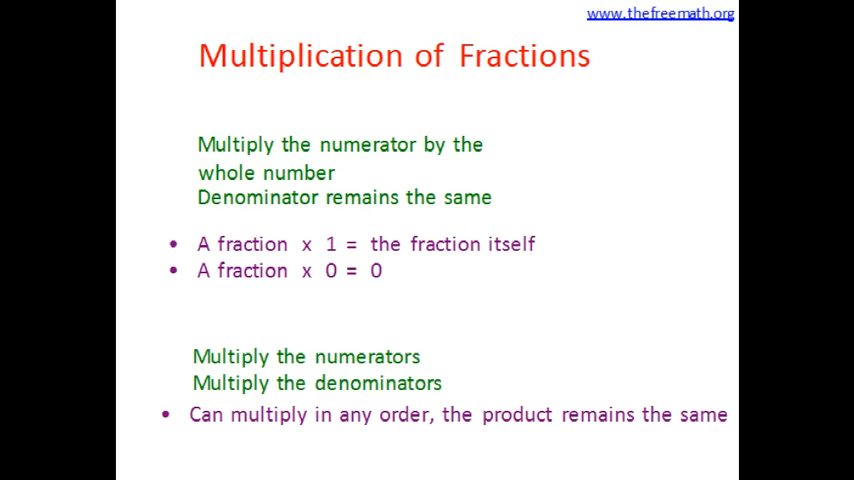 www.thefreemath.org
Multiplication of Fractions
Multiply the numerator by the
whole number
Denominator remains the same
• A fraction x 1 = the fraction itself
• A fraction x 0 = 0
Multiply the numerators
Multiply the denominators
• Can multiply in any order, the product remains the same